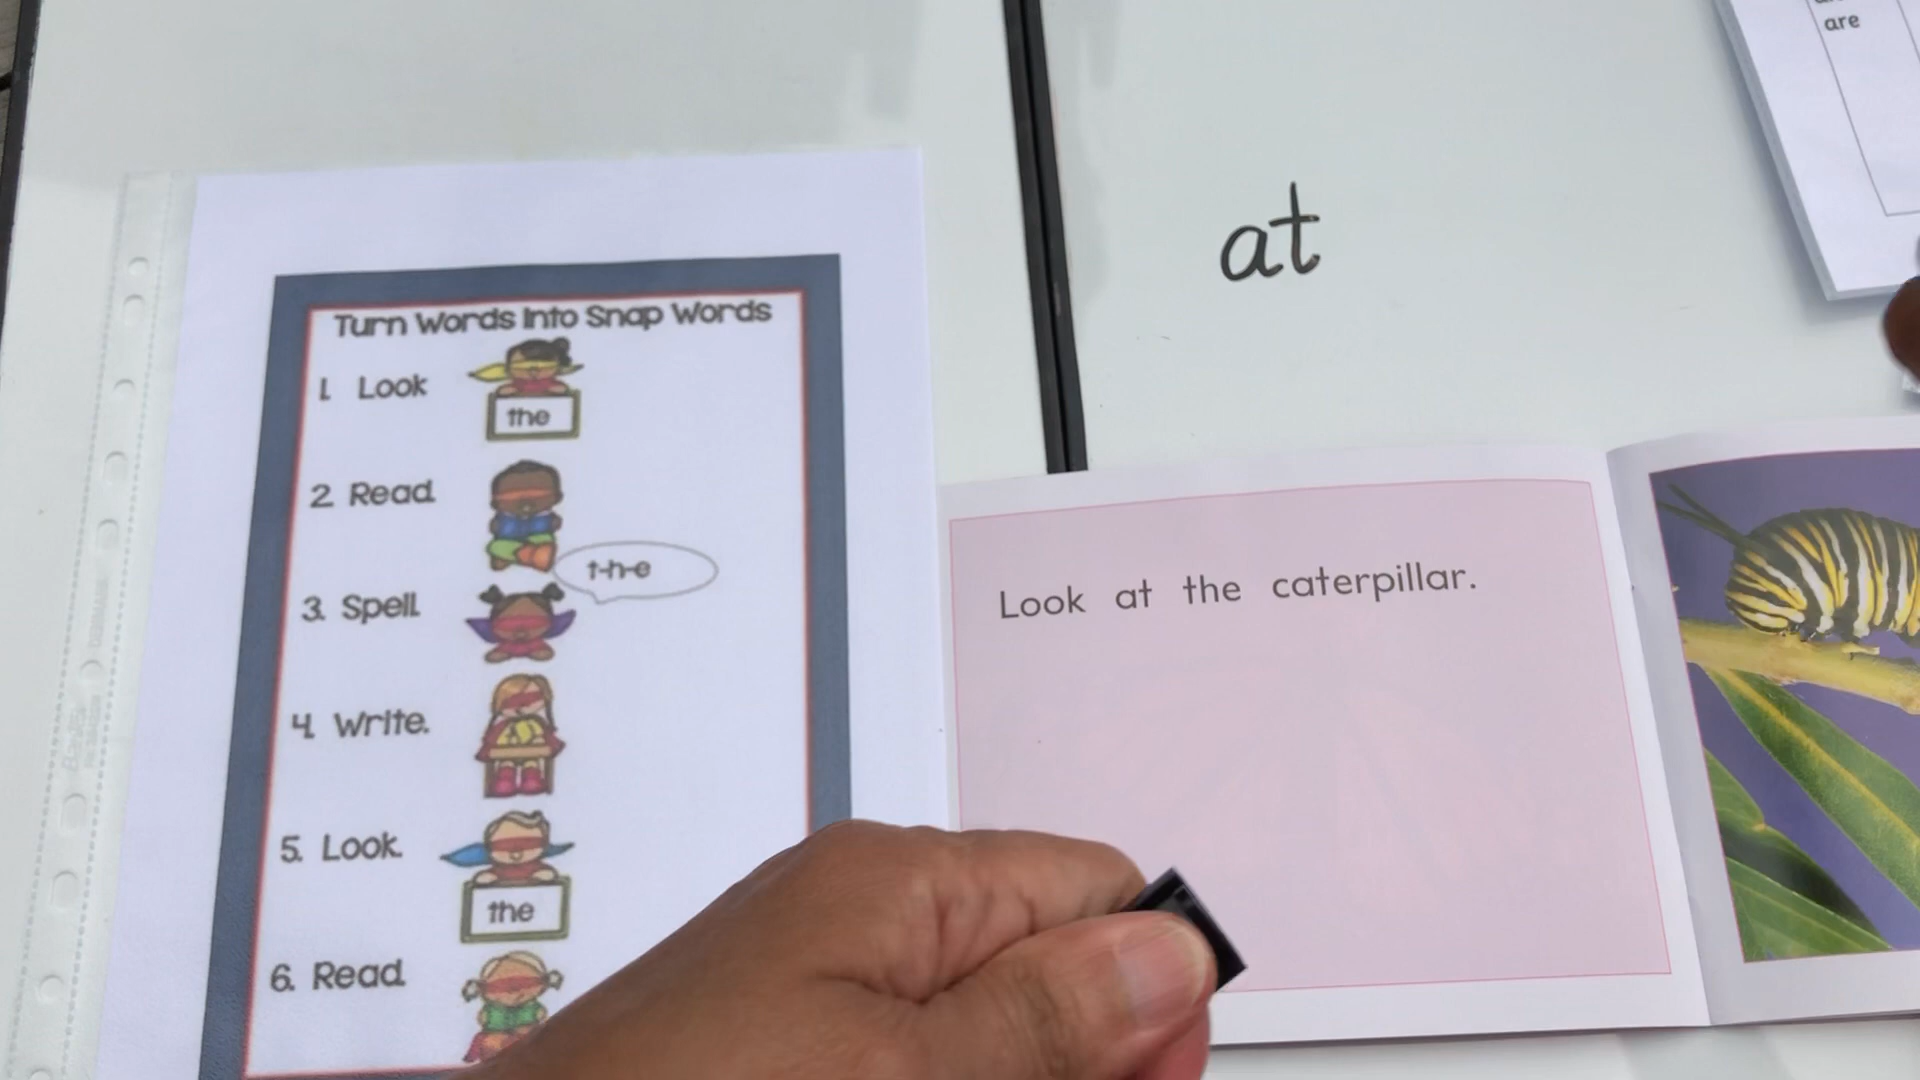 Turn Words Into Snap Words
1. Look
the
2. Read.
t-h-e
3. Spell.
4. Write.
5. Look.
the
6. Read.
at
are
Look at the caterpillar.